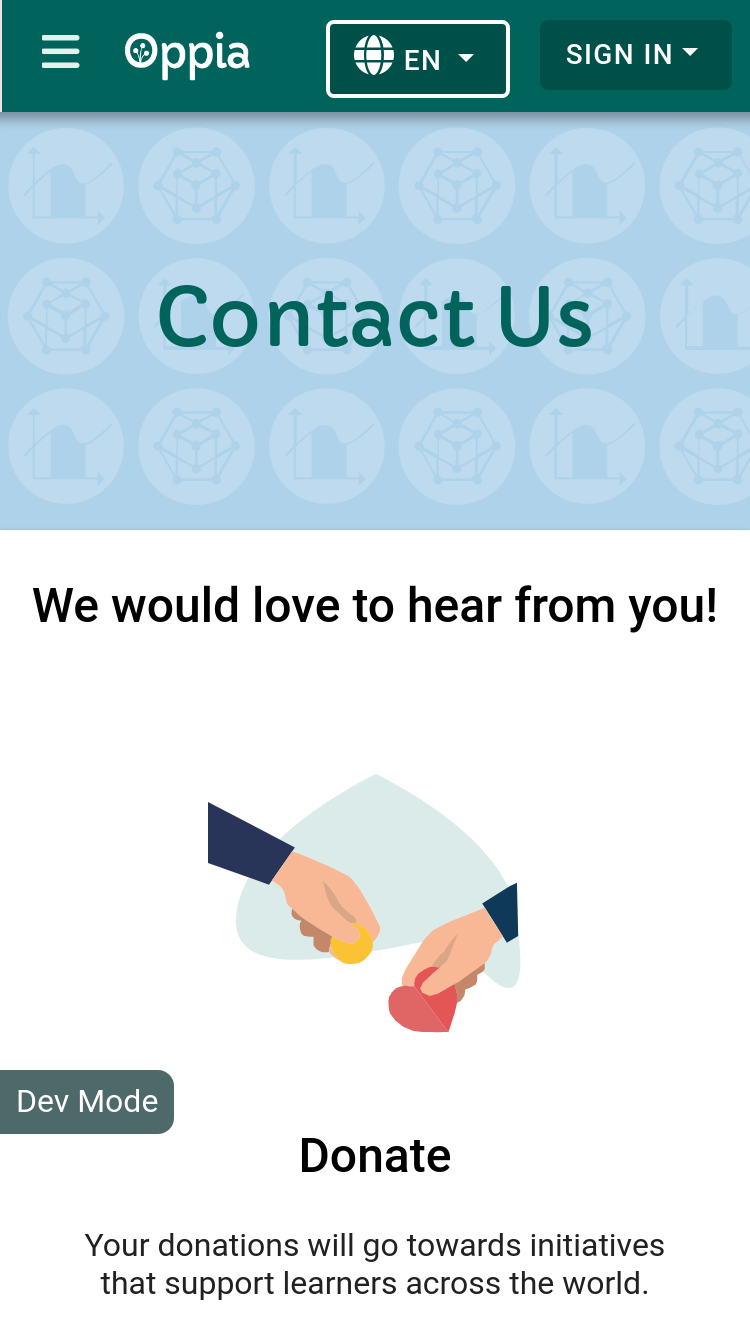 Oppia
EN
SIGN IN
Contact Us
We would love to hear from you!
Dev Mode
Donate
Your donations will go towards initiatives
that support learners across the world.